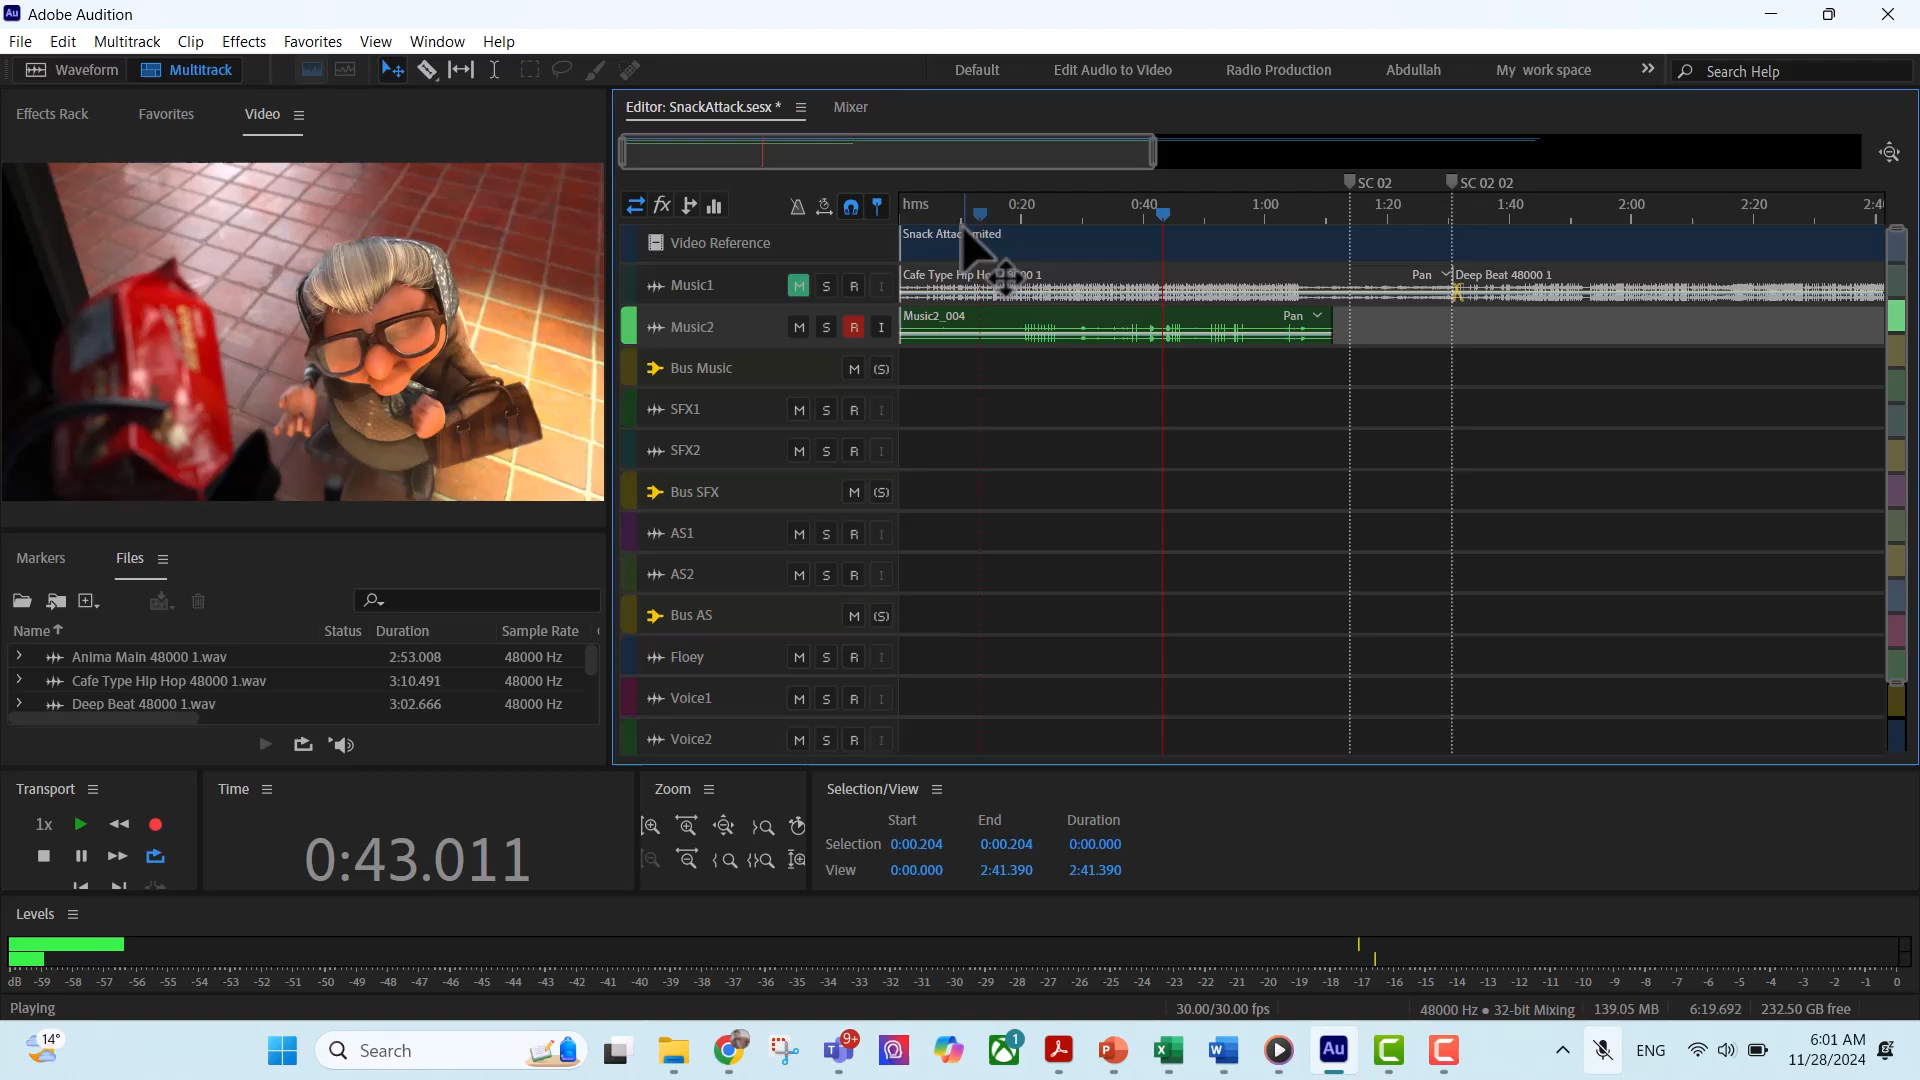 Au Adobe Audition
File Edit Multitrack Clip Effects Favorites View Window Help
Waveform Multitrack Default Edit Audio to Video Radio Production Abdullah My work space Search Help
Effects Rack Favorites Video
Editor: SnackAttack.sesx * Mixer
SC 02 SC 02 02
fx hms 0:20 0:40 1:00 1:20 1:40 2:00 2:20
Video Reference
Music1 M S R I Cafe Type Hip Pan Deep Beat 48000 1
Music2 M S R I Music2_004 Pan
Bus Music M (S)
SFX1 M S R I
SFX2 M S R I
Bus SFX M (S)
AS1 M S R I
AS2 M S R I
Bus AS M (S)
Floey M S R I
Voice1 M S R I
Voice2 M S R I
Markers Files
Name Status Duration Sample Rate
Anima Main 48000 1.wav 2:53.008 48000 Hz
Cafe Type HIp Hop 48000 1.wav 3:10.491 48000 Hz
Deep Beat 48000 1.wav 3:02.666 48000 Hz
Transport
1x
Time
0:43.011
Zoom
Selection/View
Start End Duration
Selection 0:00.204 0:00.204 0:00.000
View 0:00.000 2:41.390 2:41.390
Levels
dB -59 -58 -57 -56 -55 -54 -53 -52 -51 -50 -49 -48 -47 -46 -45 -44 -43 -42 -41 -40 -39 -38 -37 -36 -35 -34 -33 -32 -31 -30 -29 -28 -27 -26 -25 -24 -23 -22 -21 -20 -19 -18 -17 -16 -15 -14 -13 -12 -11 -10 -9 -8 -7 -6 -5 -4 -3 -2 -1 0
Playing 30.00/30.00 fps 48000 Hz ● 32-bit Mixing 139.05 MB 6:19.692 232.50 GB free
14° Search 9+ 1 P X W Au C C ENG 6:01 AM
11/28/2024